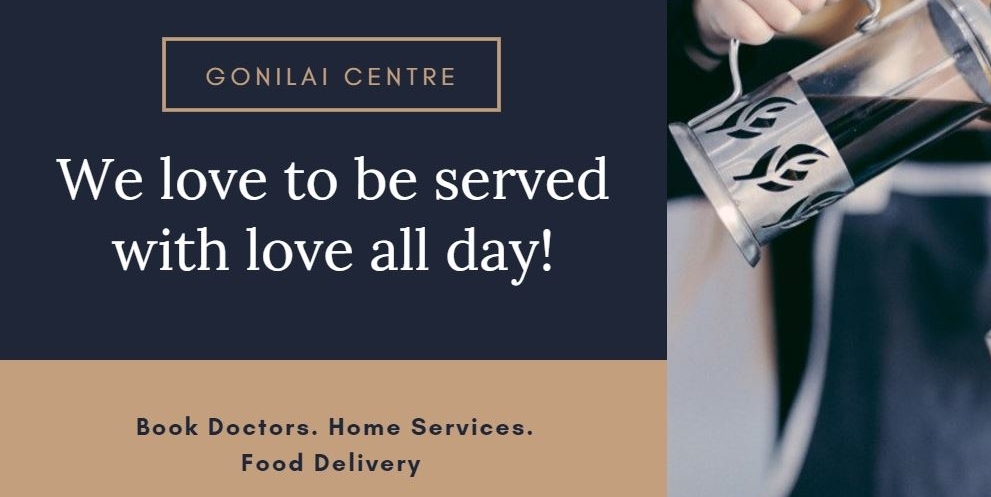 GONILAI CENTRE
We love to be served
with love all day!
Book Doctors. Home Services.
Food Delivery